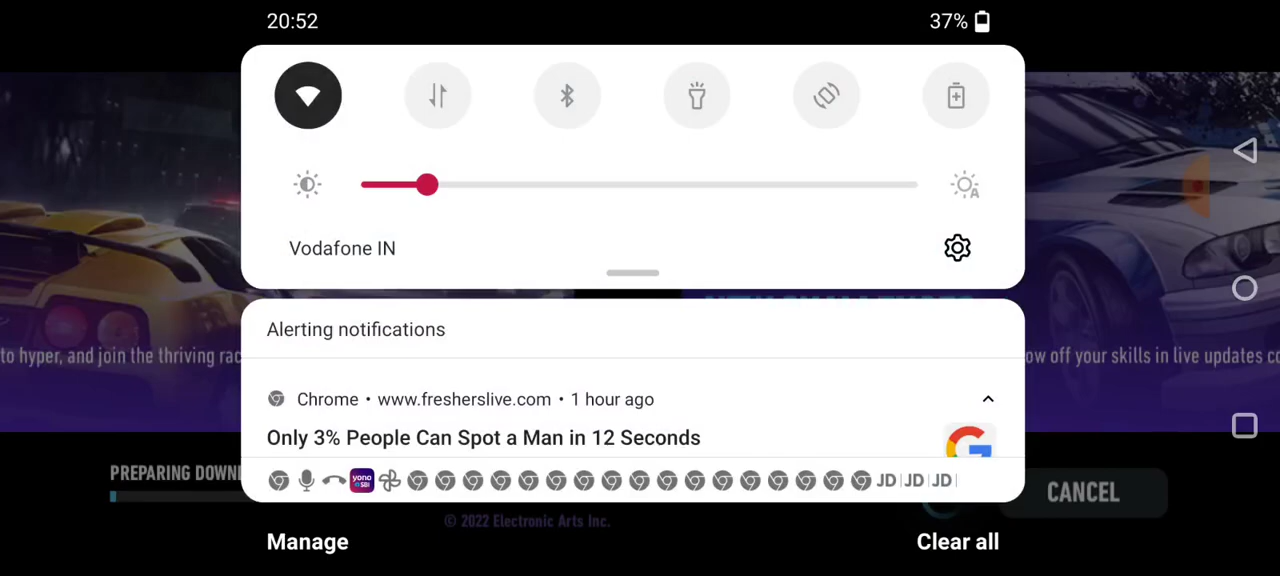 20:52
37%
Vodafone IN
Alerting notifications
to hyper, and join the thriving rac
ow off your skills in live updates co
Chrome • www.fresherslive.com • 1 hour ago
Only 3% People Can Spot a Man in 12 Seconds
yono
SBI
JD JD JD
PREPARING DOWNL
CANCEL
© 2022 Electronic Arts Inc.
Manage
Clear all